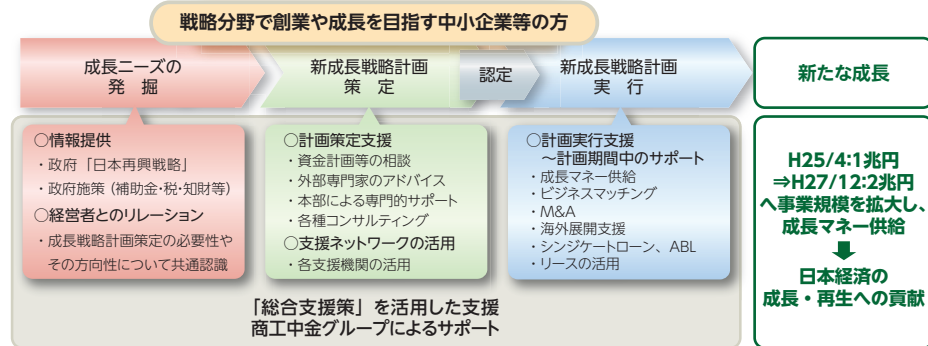 戦略分野で創業や成長を目指す中小企業等の方
成長ニーズの
発　掘
新成長戦略計画
策　定
認定
新成長戦略計画
実　行
新たな成長
○情報提供
・政府「日本再興戦略」
・政府施策（補助金・税・知財等）
○経営者とのリレーション
・成長戦略計画策定の必要性や
その方向性について共通認識
○計画策定支援
・資金計画等の相談
・外部専門家のアドバイス
・本部による専門的サポート
・各種コンサルティング
○支援ネットワークの活用
・各支援機関の活用
○計画実行支援
～計画期間中のサポート
・成長マネー供給
・ビジネスマッチング
・M&A
・海外展開支援
・シンジケートローン、ABL
・リースの活用
H25/4:1兆円
⇒H27/12:2兆円
へ事業規模を拡大し、
成長マネー供給
日本経済の
成長・再生への貢献
「総合支援策」を活用した支援
商工中金グループによるサポート